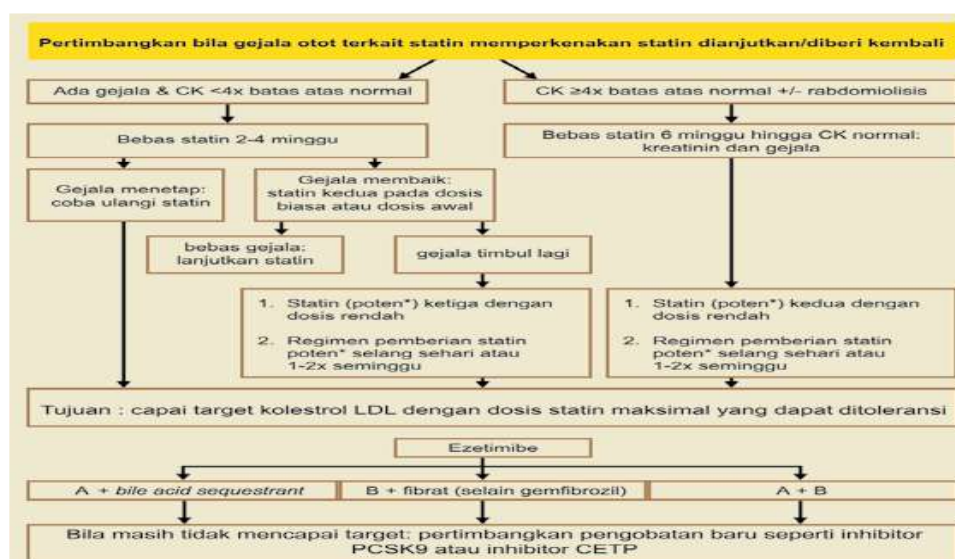 Pertimbangkan bila gejala otot terkait statin memperkenakan statin dianjutkan/diberi kembali
Ada gejala & CK <4x batas atas normal
CK ≥4x batas atas normal +/- rabdomiolisis
Bebas statin 2-4 minggu
Bebas statin 6 minggu hingga CK normal:
kreatinin dan gejala
Gejala menetap:
coba ulangi statin
Gejala membaik:
statin kedua pada dosis
biasa atau dosis awal
bebas gejala:
lanjutkan statin
gejala timbul lagi
1. Statin (poten*) ketiga dengan
dosis rendah
2. Regimen pemberian statin
poten* selang sehari atau
1-2x seminggu
1. Statin (poten*) kedua dengan
dosis rendah
2. Regimen pemberian statin
poten* selang sehari atau
1-2x seminggu
Tujuan : capai target kolestrol LDL dengan dosis statin maksimal yang dapat ditoleransi
Ezetimibe
A + bile acid sequestrant
B + fibrat (selain gemfibrozil)
A + B
Bila masih tidak mencapai target: pertimbangkan pengobatan baru seperti inhibitor
PCSK9 atau inhibitor CETP